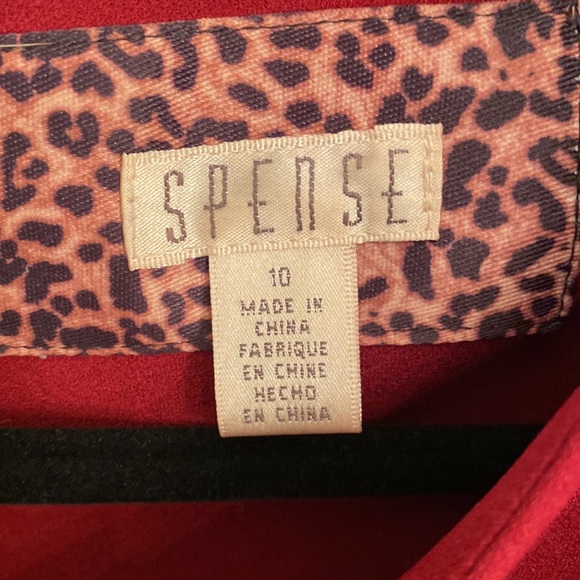 SPENSE
10
MADE IN
CHINA
FABRIQUE
EN CHINE
HECHO
EN CHINA